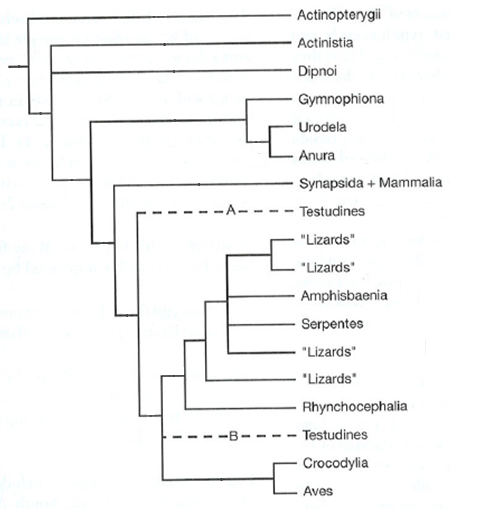 Actinopterygii
Actinistia
Dipnoi
Gymnophiona
Urodela
Anura
Synapsida + Mammalia
A
Testudines
"Lizards"
"Lizards"
Amphisbaenia
Serpentes
"Lizards"
"Lizards"
Rhynchocephalia
B
Testudines
Crocodylia
Aves